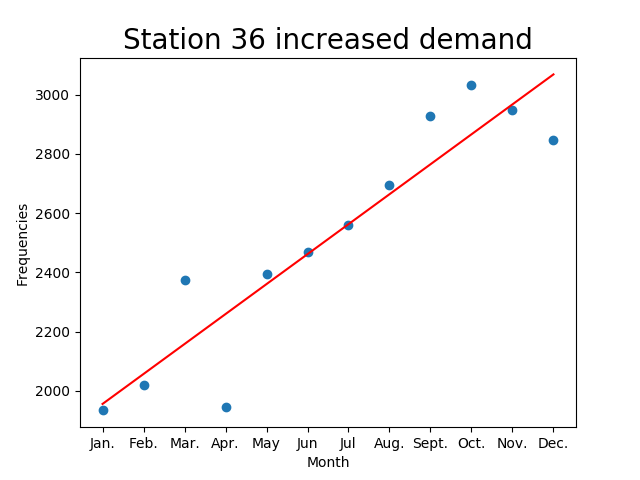 Station 36 increased demand
3000
2800
2600
2400
2200
2000
Frequencies
Jan. Feb. Mar. Apr. May Jun Jul Aug. Sept. Oct. Nov. Dec.
Month